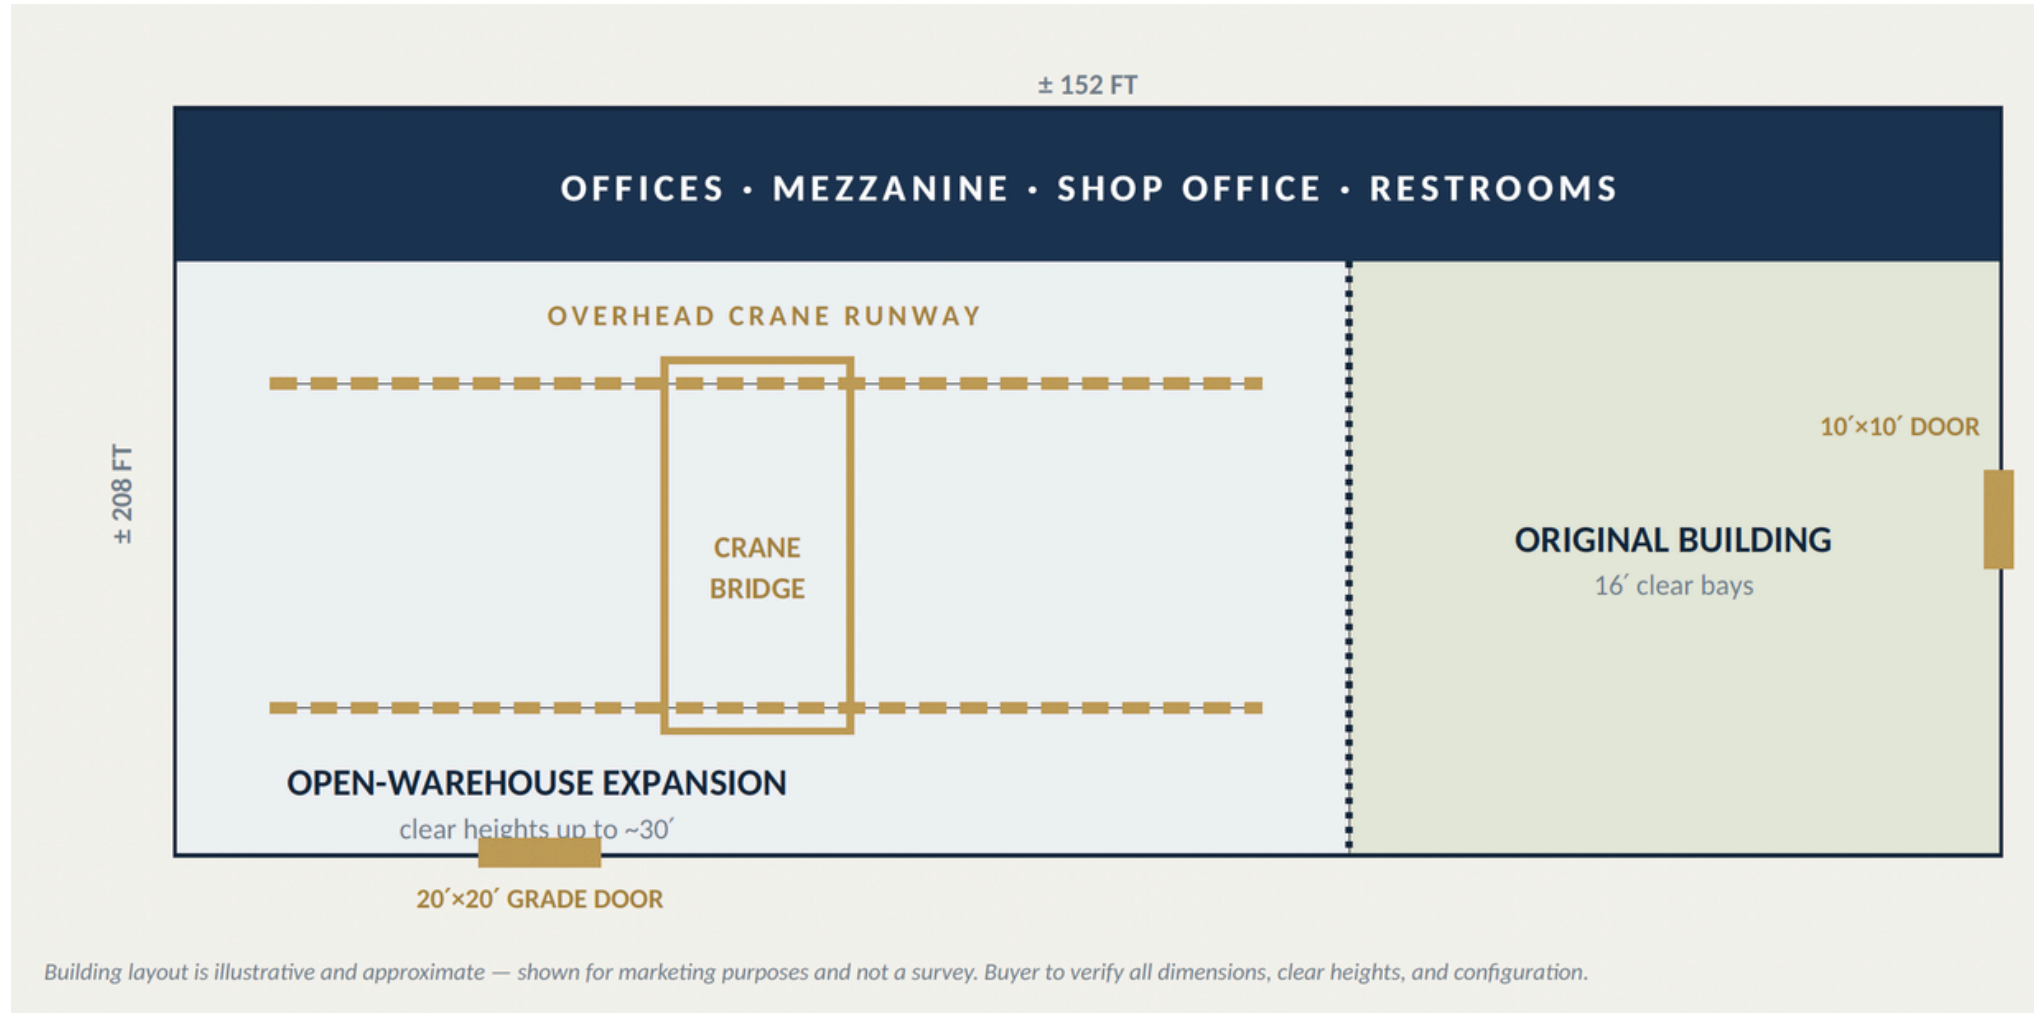 ± 152 FT
OFFICES · MEZZANINE · SHOP OFFICE · RESTROOMS
OVERHEAD CRANE RUNWAY
10′×10′ DOOR
± 208 FT
CRANE
BRIDGE
ORIGINAL BUILDING
16′ clear bays
OPEN-WAREHOUSE EXPANSION
clear heights up to ~30′
20′×20′ GRADE DOOR
Building layout is illustrative and approximate — shown for marketing purposes and not a survey. Buyer to verify all dimensions, clear heights, and configuration.